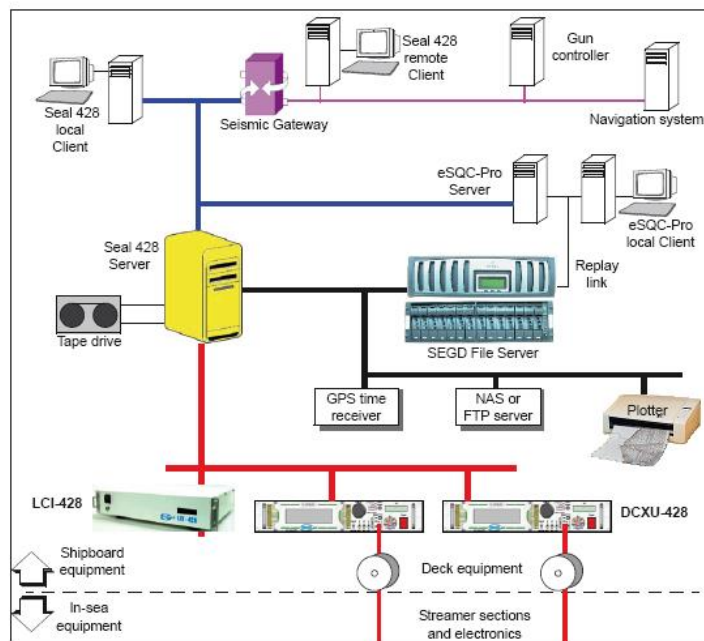 Seal 428
local
Client
Seismic Gateway
Seal 428
remote
Client
Gun
controller
Navigation system
eSQC-Pro
Server
eSQC-Pro
local Client
Seal 428
Server
Replay
link
Tape drive
SEGD File Server
GPS time
receiver
NAS or
FTP server
Plotter
LCI-428
DCXU-428
Shipboard
equipment
Deck equipment
In-sea
equipment
Streamer sections
and electronics